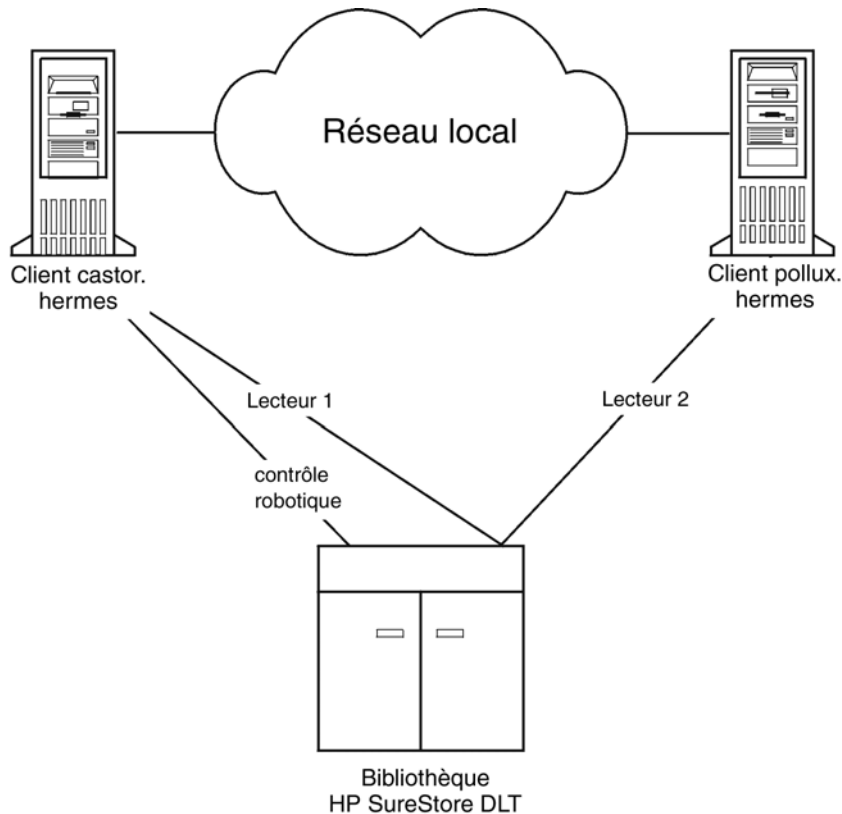 Réseau local
Client castor.
hermes
Client pollux.
hermes
Lecteur 1
Lecteur 2
contrôle
robotique
Bibliothèque
HP SureStore DLT